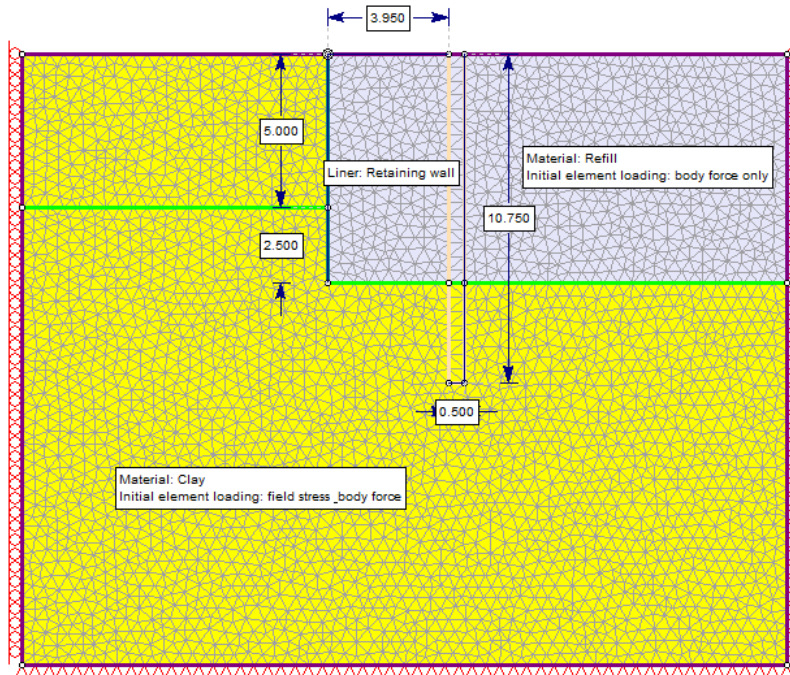 3.950
5.000
Liner: Retaining wall
Material: Refill
Initial element loading: body force only
10.750
2.500
0.500
Material: Clay
Initial element loading: field stress _body force